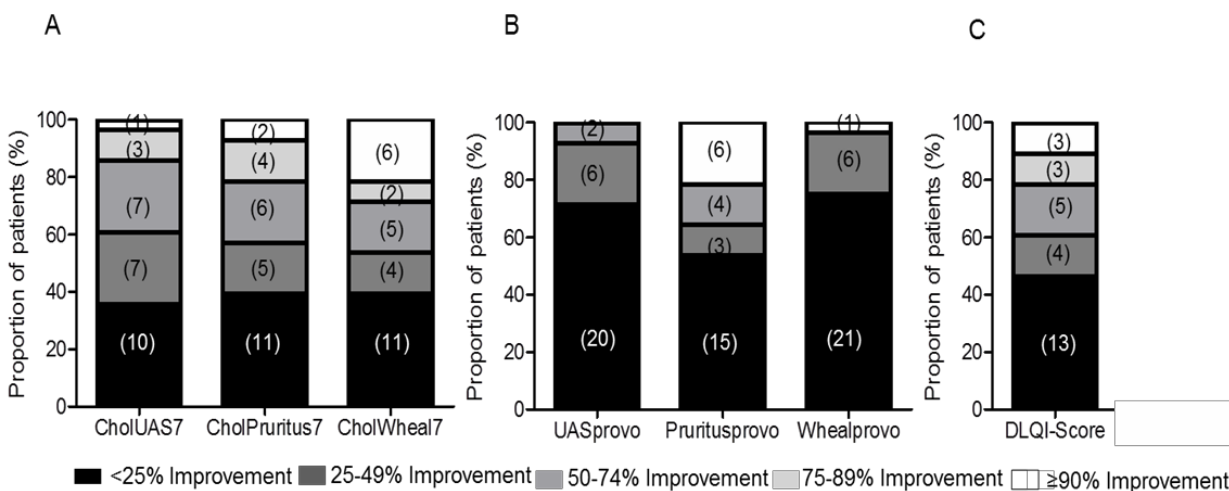 A
B
C
Proportion of patients (%)
100
80
60
40
20
0
(1)
(3)
(7)
(7)
(10)
(2)
(4)
(6)
(5)
(11)
(6)
(2)
(5)
(4)
(11)
CholUAS7
CholPruritus7
CholWheal7
Proportion of patients (%)
100
80
60
40
20
0
(2)
(6)
(20)
(6)
(4)
(3)
(15)
(1)
(6)
(21)
UASprovo
Pruritusprovo
Whealprovo
Proportion of patients (%)
100
80
60
40
20
0
(3)
(3)
(5)
(4)
(13)
DLQI-Score
<25% Improvement
25-49% Improvement
50-74% Improvement
75-89% Improvement
≥90% Improvement